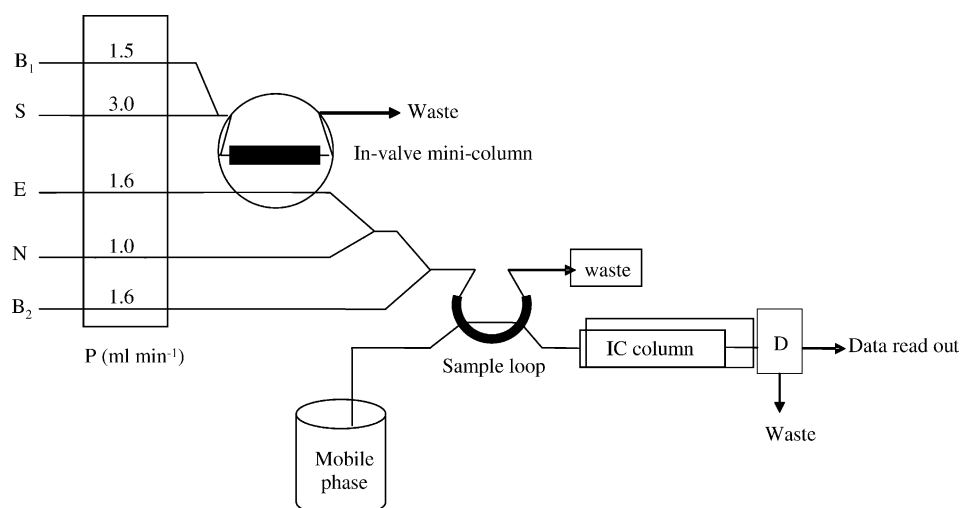 B₁ 1.5
S 3.0
Waste
In-valve mini-column
E 1.6
N 1.0
waste
B₂ 1.6
P (ml min⁻¹)
Sample loop
IC column
D
Data read out
Waste
Mobile
phase